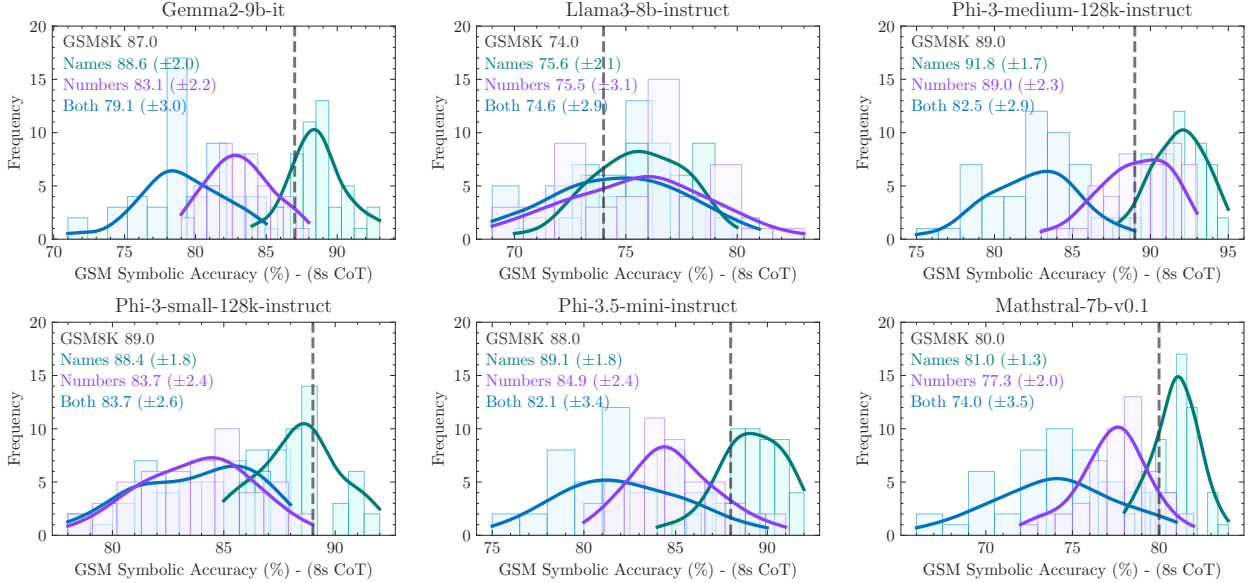 Gemma2-9b-it
GSM8K 87.0
Names 88.6 (±2.0)
Numbers 83.1 (±2.2)
Both 79.1 (±3.0)
Frequency
0
5
10
15
20
71 75 80 85 90
GSM Symbolic Accuracy (%) - (8s CoT)
Llama3-8b-instruct
GSM8K 74.0
Names 75.6 (±2.1)
Numbers 75.5 (±3.1)
Both 74.6 (±2.9)
Frequency
0
5
10
15
20
70 75 80
GSM Symbolic Accuracy (%) - (8s CoT)
Phi-3-medium-128k-instruct
GSM8K 89.0
Names 91.8 (±1.7)
Numbers 89.0 (±2.3)
Both 82.5 (±2.9)
Frequency
0
5
10
15
20
75 80 85 90 95
GSM Symbolic Accuracy (%) - (8s CoT)
Phi-3-small-128k-instruct
GSM8K 89.0
Names 88.4 (±1.8)
Numbers 83.7 (±2.4)
Both 83.7 (±2.6)
Frequency
0
5
10
15
20
80 85 90
GSM Symbolic Accuracy (%) - (8s CoT)
Phi-3.5-mini-instruct
GSM8K 88.0
Names 89.1 (±1.8)
Numbers 84.9 (±2.4)
Both 82.1 (±3.4)
Frequency
0
5
10
15
20
75 80 85 90
GSM Symbolic Accuracy (%) - (8s CoT)
Mathstral-7b-v0.1
GSM8K 80.0
Names 81.0 (±1.3)
Numbers 77.3 (±2.0)
Both 74.0 (±3.5)
Frequency
0
5
10
15
20
66 70 75 80
GSM Symbolic Accuracy (%) - (8s CoT)